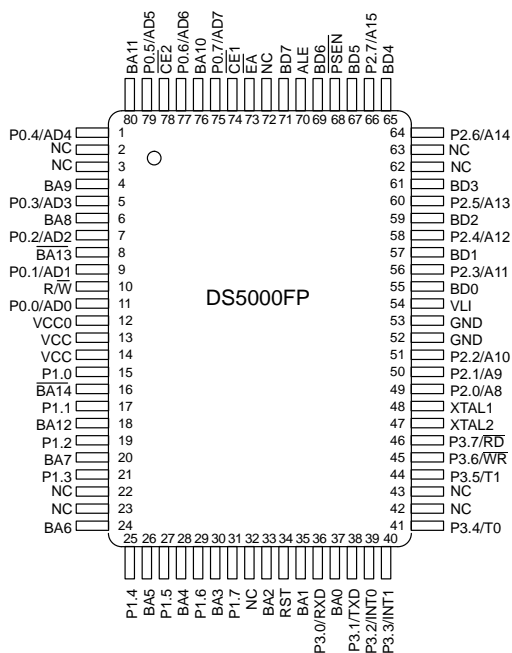 BA11
P0.5/AD5
CE2
P0.6/AD6
BA10
P0.7/AD7
CE1
EA
NC
BD7
ALE
BD6
PSEN
BD5
P2.7/A15
BD4
80 79 78 77 76 75 74 73 72 71 70 69 68 67 66 65
P0.4/AD4 1
NC 2
NC 3
BA9 4
P0.3/AD3 5
BA8 6
P0.2/AD2 7
BA13 8
P0.1/AD1 9
R/W 10
P0.0/AD0 11
VCC0 12
VCC 13
VCC 14
P1.0 15
BA14 16
P1.1 17
BA12 18
P1.2 19
BA7 20
P1.3 21
NC 22
NC 23
BA6 24
DS5000FP
64 P2.6/A14
63 NC
62 NC
61 BD3
60 P2.5/A13
59 BD2
58 P2.4/A12
57 BD1
56 P2.3/A11
55 BD0
54 VLI
53 GND
52 GND
51 P2.2/A10
50 P2.1/A9
49 P2.0/A8
48 XTAL1
47 XTAL2
46 P3.7/RD
45 P3.6/WR
44 P3.5/T1
43 NC
42 NC
41 P3.4/T0
25 26 27 28 29 30 31 32 33 34 35 36 37 38 39 40
P1.4
BA5
P1.5
BA4
P1.6
BA3
P1.7
NC
BA2
RST
BA1
P3.0/RXD
BA0
P3.1/TXD
P3.2/INT0
P3.3/INT1